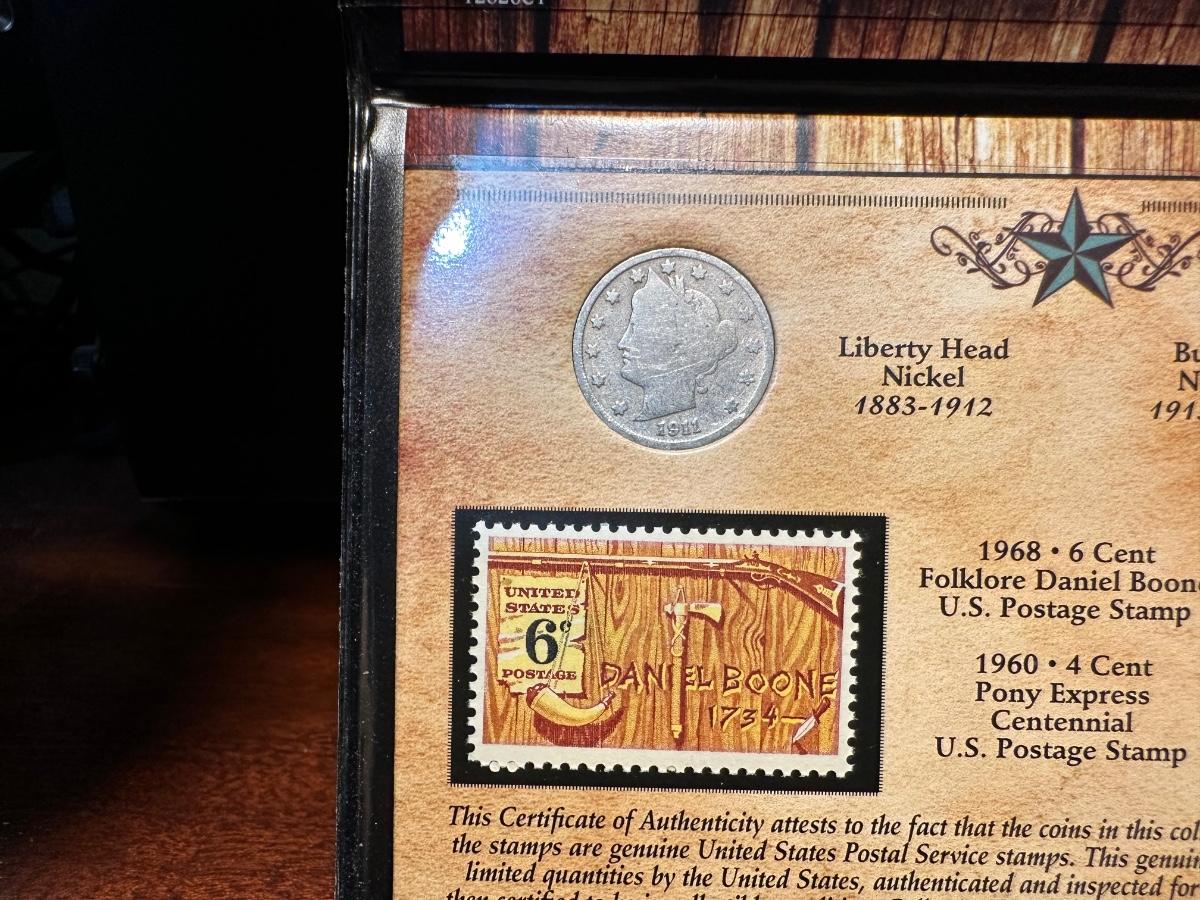 Liberty Head
Nickel
1883-1912
1911
UNITED
STATES
6c
POSTAGE
DANIEL BOONE
1734
1968 • 6 Cent
Folklore Daniel Boon
U.S. Postage Stamp
1960 • 4 Cent
Pony Express
Centennial
U.S. Postage Stamp
This Certificate of Authenticity attests to the fact that the coins in this col
the stamps are genuine United States Postal Service stamps. This genuin
limited quantities by the United States, authenticated and inspected for